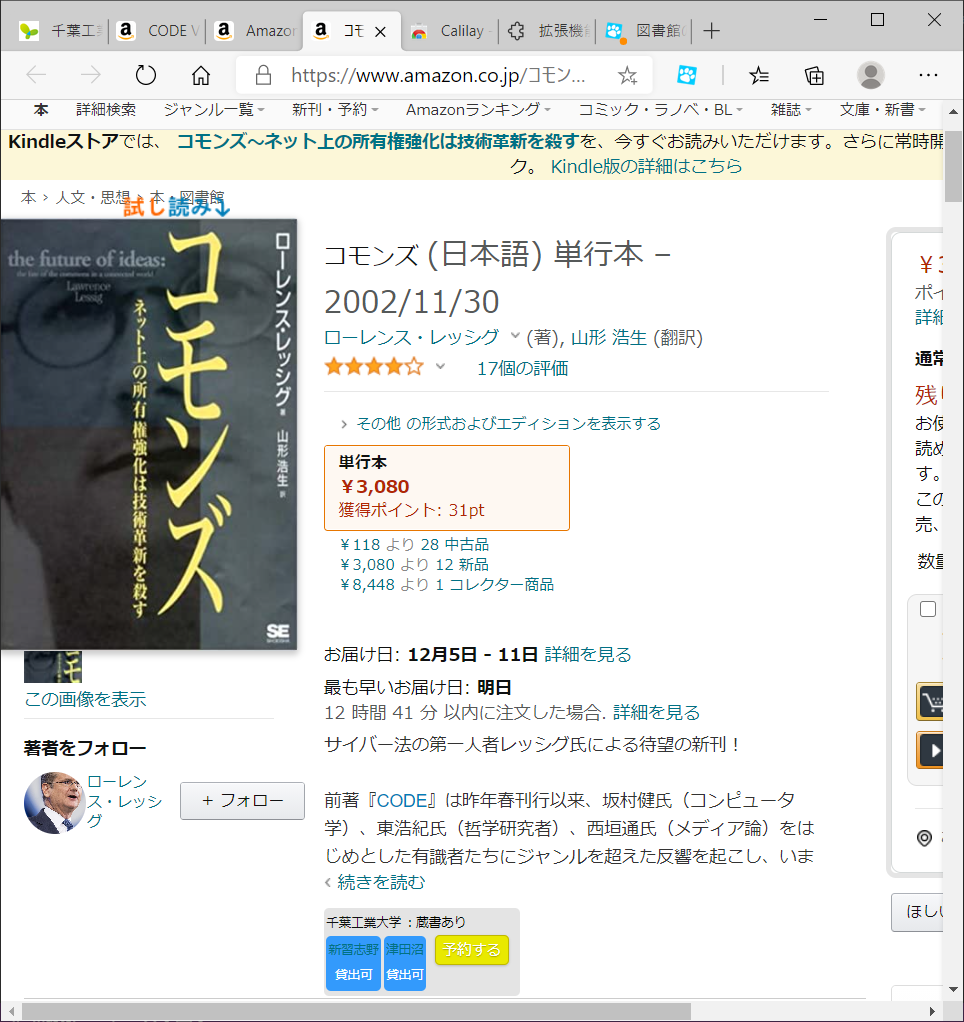 千葉工業
CODE V
Amazon
コモ
Calilay
拡張機能
図書館
https://www.amazon.co.jp/コモン...
本 詳細検索 ジャンル一覧 新刊・予約 Amazonランキング コミック・ラノベ・BL 雑誌 文庫・新書
Kindleストアでは、 コモンズ～ネット上の所有権強化は技術革新を殺すを、今すぐお読みいただけます。さらに常時開
ク。 Kindle版の詳細はこちら
本 › 人文・思想 › 本・図書館
試し読み↓
the future of ideas:
the fate of the commons in a connected world
Lawrence
Lessig
コモンズ
ネット上の所有権強化は技術革新を殺す
ローレンス・レッシグ 著
山形浩生 訳
SE
SHOEISHA
この画像を表示
著者をフォロー
ローレン
ス・レッシ
グ
+ フォロー
コモンズ (日本語) 単行本 –
2002/11/30
ローレンス・レッシグ (著), 山形 浩生 (翻訳)
17個の評価
› その他 の形式およびエディションを表示する
単行本
￥3,080
獲得ポイント: 31pt
￥118 より 28 中古品
￥3,080 より 12 新品
￥8,448 より 1 コレクター商品
お届け日: 12月5日 - 11日 詳細を見る
最も早いお届け日: 明日
12 時間 41 分 以内に注文した場合. 詳細を見る
サイバー法の第一人者レッシグ氏による待望の新刊！
前著『CODE』は昨年春刊行以来、坂村健氏（コンピュータ
学）、東浩紀氏（哲学研究者）、西垣通氏（メディア論）をは
じめとした有識者たちにジャンルを超えた反響を起こし、いま
‹ 続きを読む
千葉工業大学 : 蔵書あり
新習志野 津田沼 予約する
貸出可 貸出可
￥3
ポイ
詳細
通常
残り
お使
読め
す。
この
売、
数量
ほしい